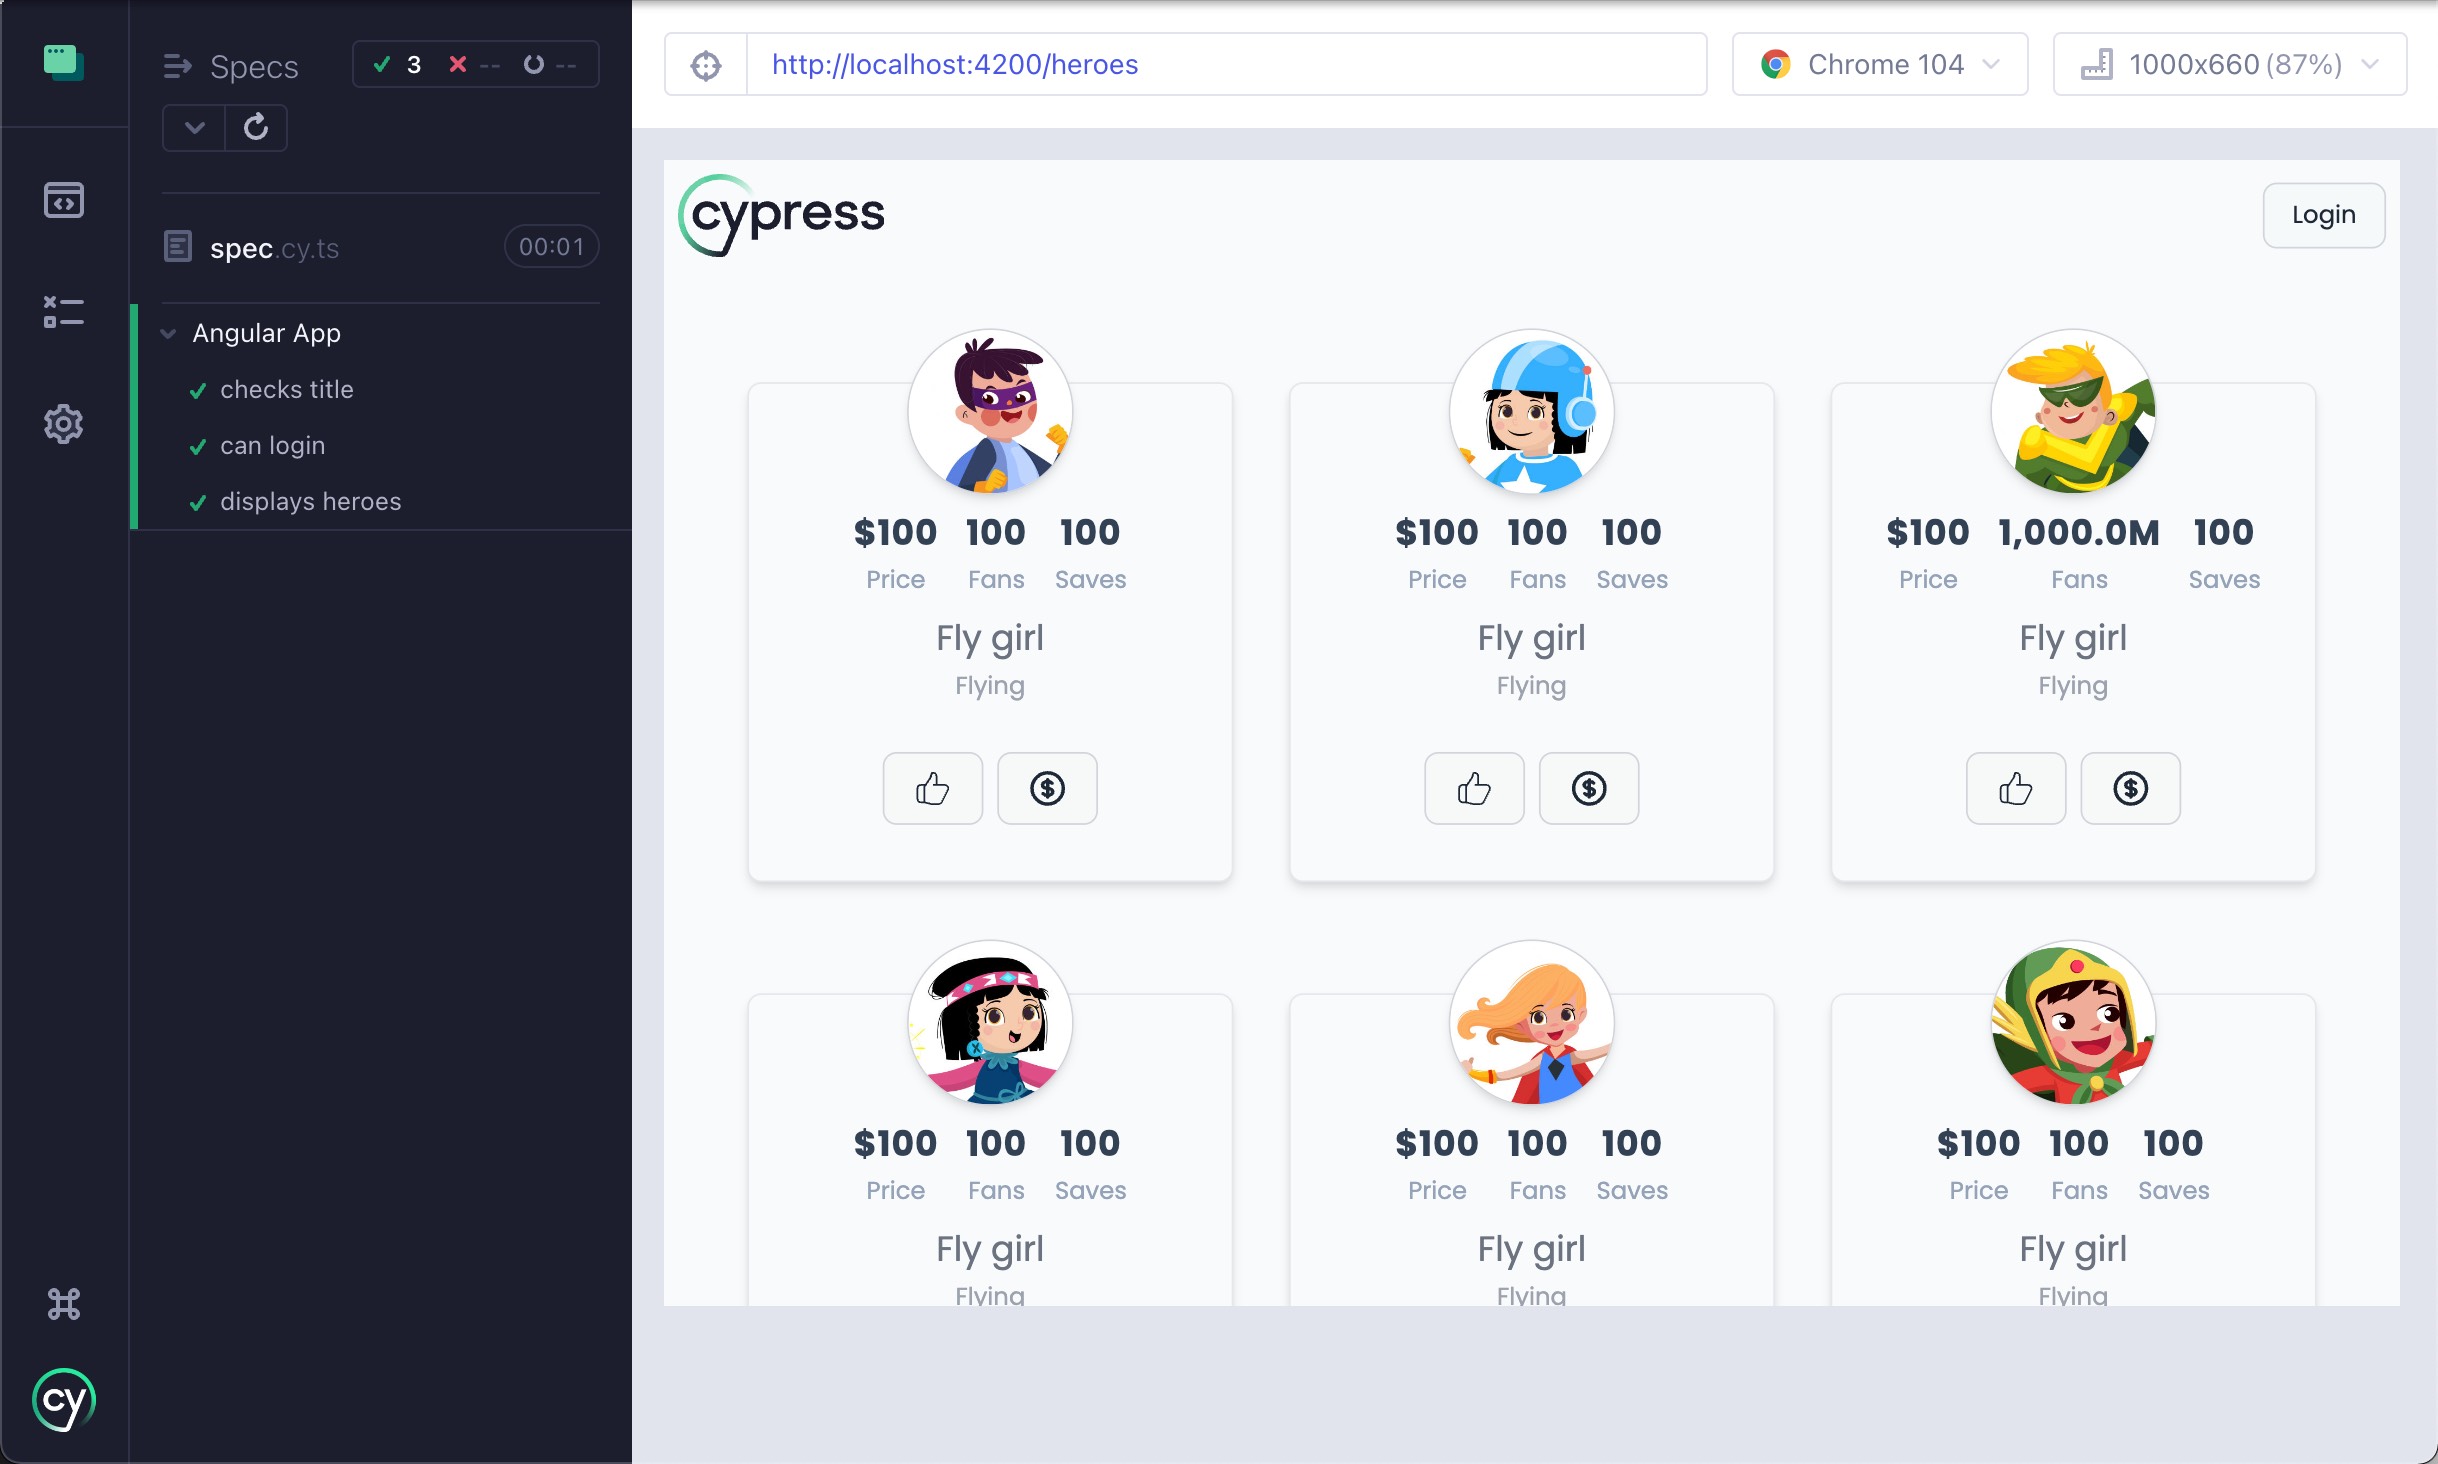 Specs
3 -- --
spec.cy.ts 00:01
Angular App
checks title
can login
displays heroes
cy
http://localhost:4200/heroes
Chrome 104
1000x660 (87%)
cypress
Login
$100 100 100
Price Fans Saves
Fly girl
Flying
$100 100 100
Price Fans Saves
Fly girl
Flying
$100 1,000.0M 100
Price Fans Saves
Fly girl
Flying
$100 100 100
Price Fans Saves
Fly girl
Flying
$100 100 100
Price Fans Saves
Fly girl
Flying
$100 100 100
Price Fans Saves
Fly girl
Flying